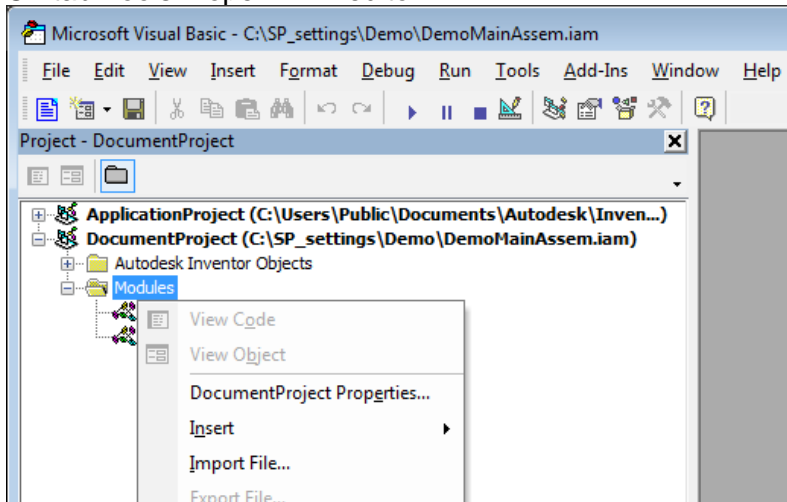 Microsoft Visual Basic - C:\SP_settings\Demo\DemoMainAssem.iam
File Edit View Insert Format Debug Run Tools Add-Ins Window Help
Project - DocumentProject
ApplicationProject (C:\Users\Public\Documents\Autodesk\Inven...)
DocumentProject (C:\SP_settings\Demo\DemoMainAssem.iam)
Autodesk Inventor Objects
Modules
View Code
View Object
DocumentProject Properties...
Insert
Import File...
Export File...